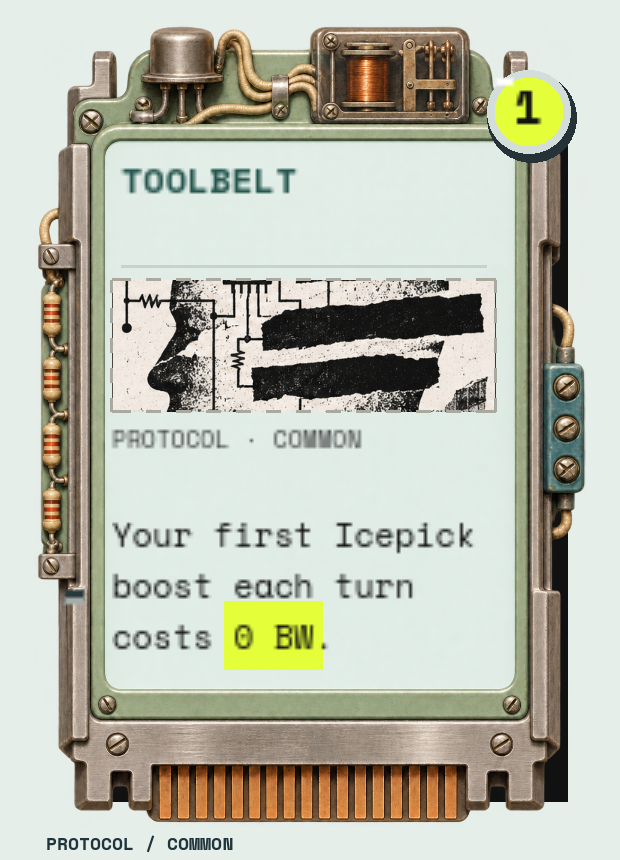 1
TOOLBELT
PROTOCOL · COMMON
Your first Icepick
boost each turn
costs 0 BW.
PROTOCOL / COMMON